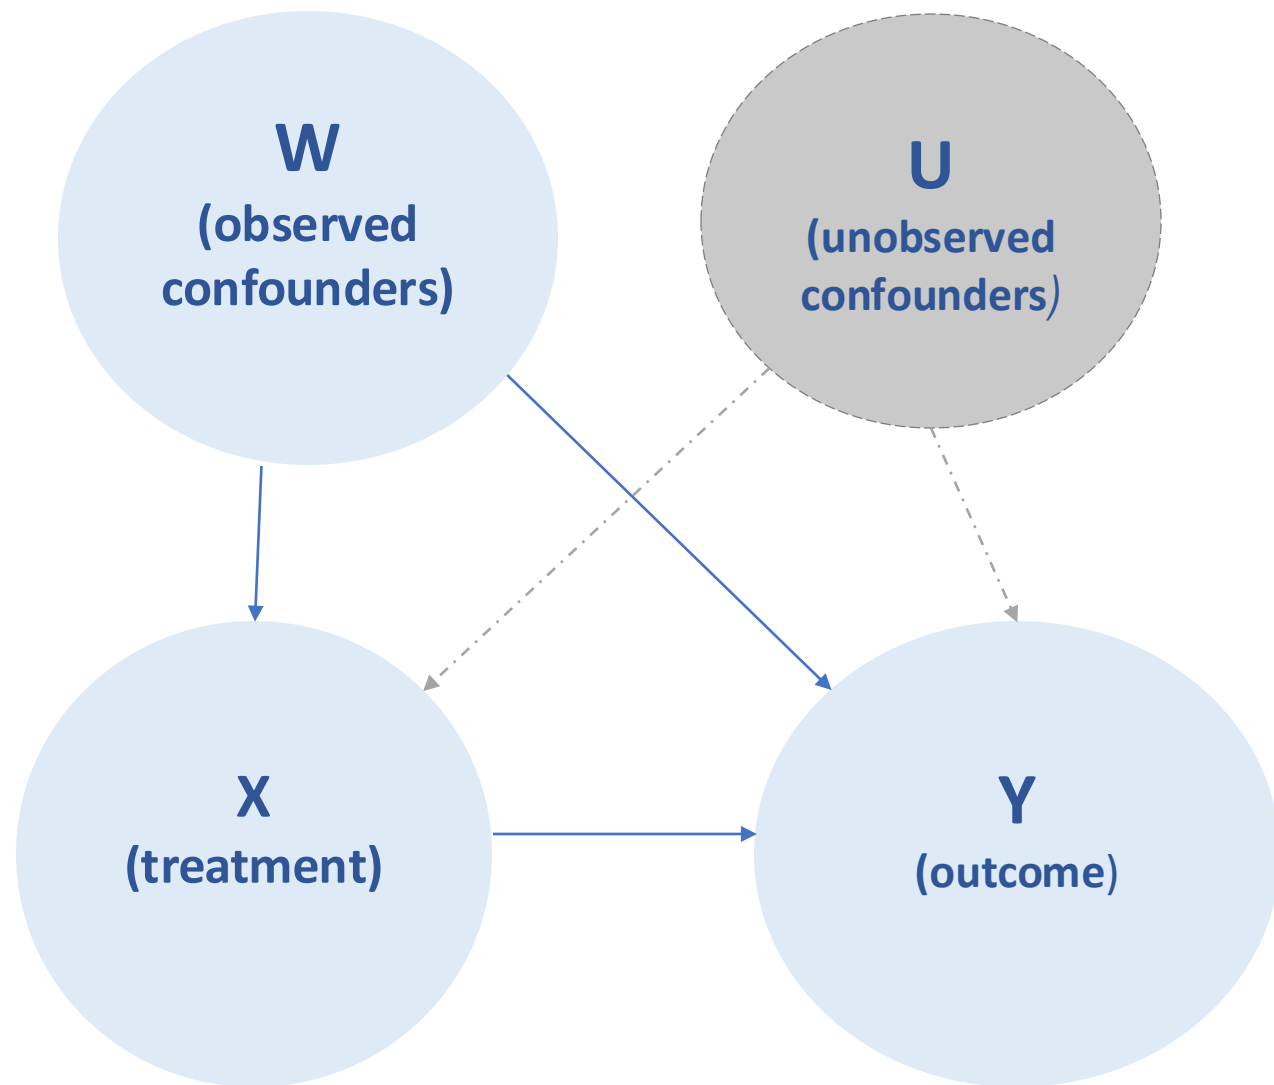 W
(observed
confounders)
U
(unobserved
confounders)
X
(treatment)
Y
(outcome)